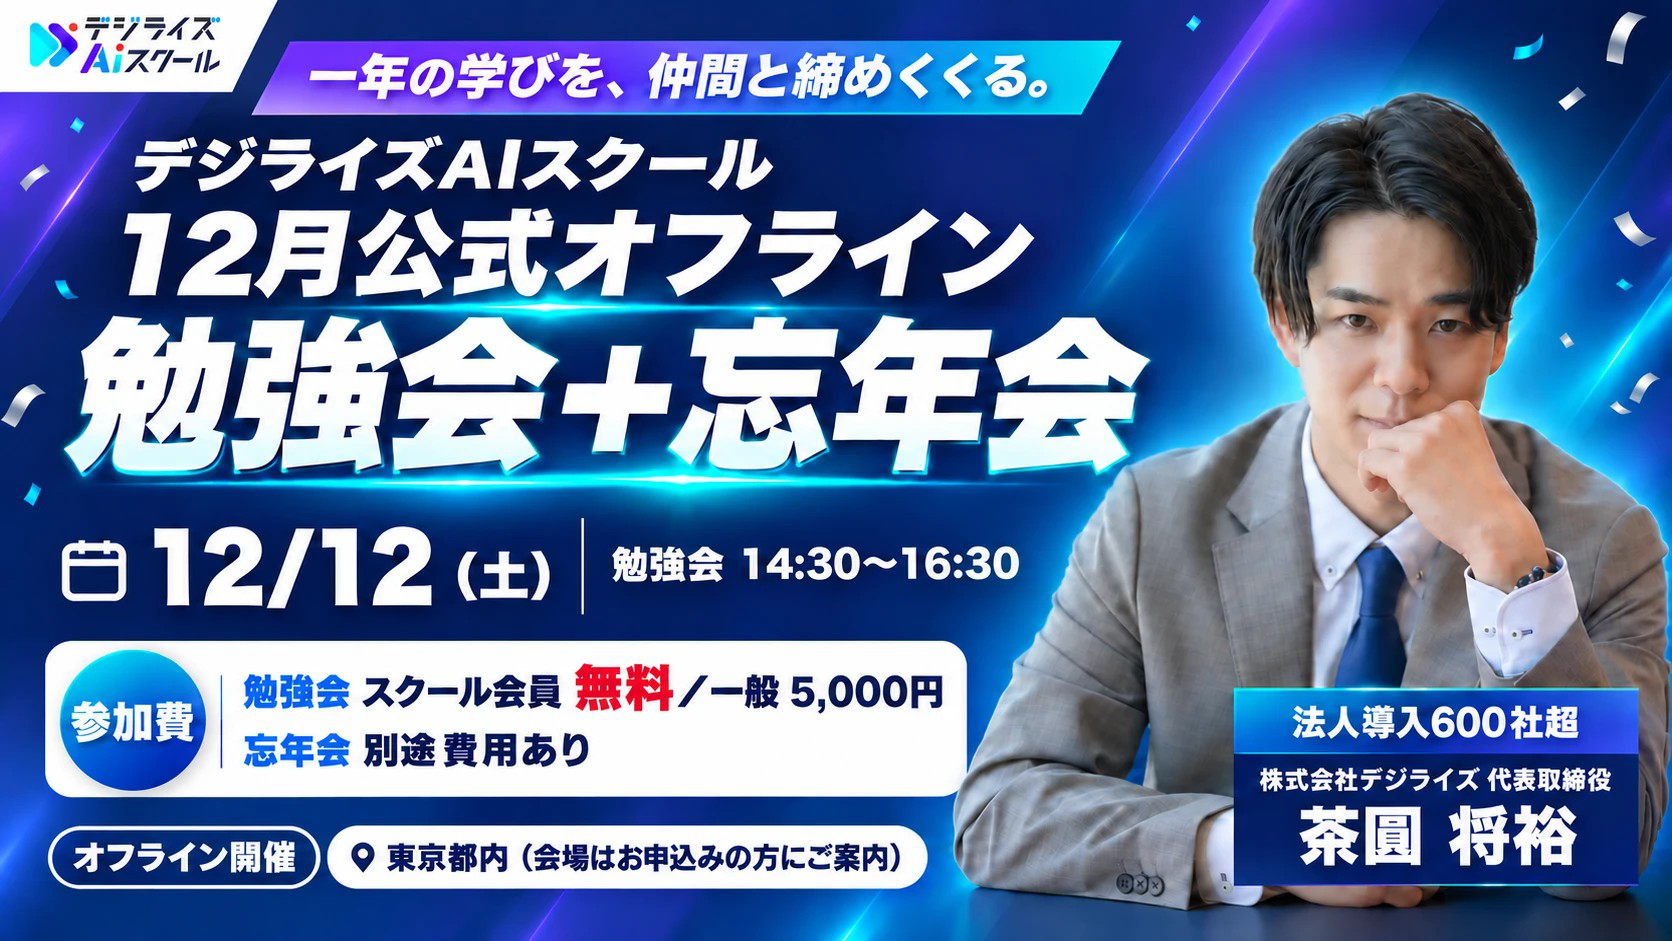 デジライズ
Aiスクール
一年の学びを、仲間と締めくくる。
デジライズAIスクール
12月公式オフライン
勉強会+忘年会
12/12(土)
勉強会 14:30〜16:30
参加費
勉強会 スクール会員 無料/一般 5,000円
忘年会 別途費用あり
オフライン開催
東京都内(会場はお申込みの方にご案内)
法人導入600社超
株式会社デジライズ 代表取締役
茶圓 将裕